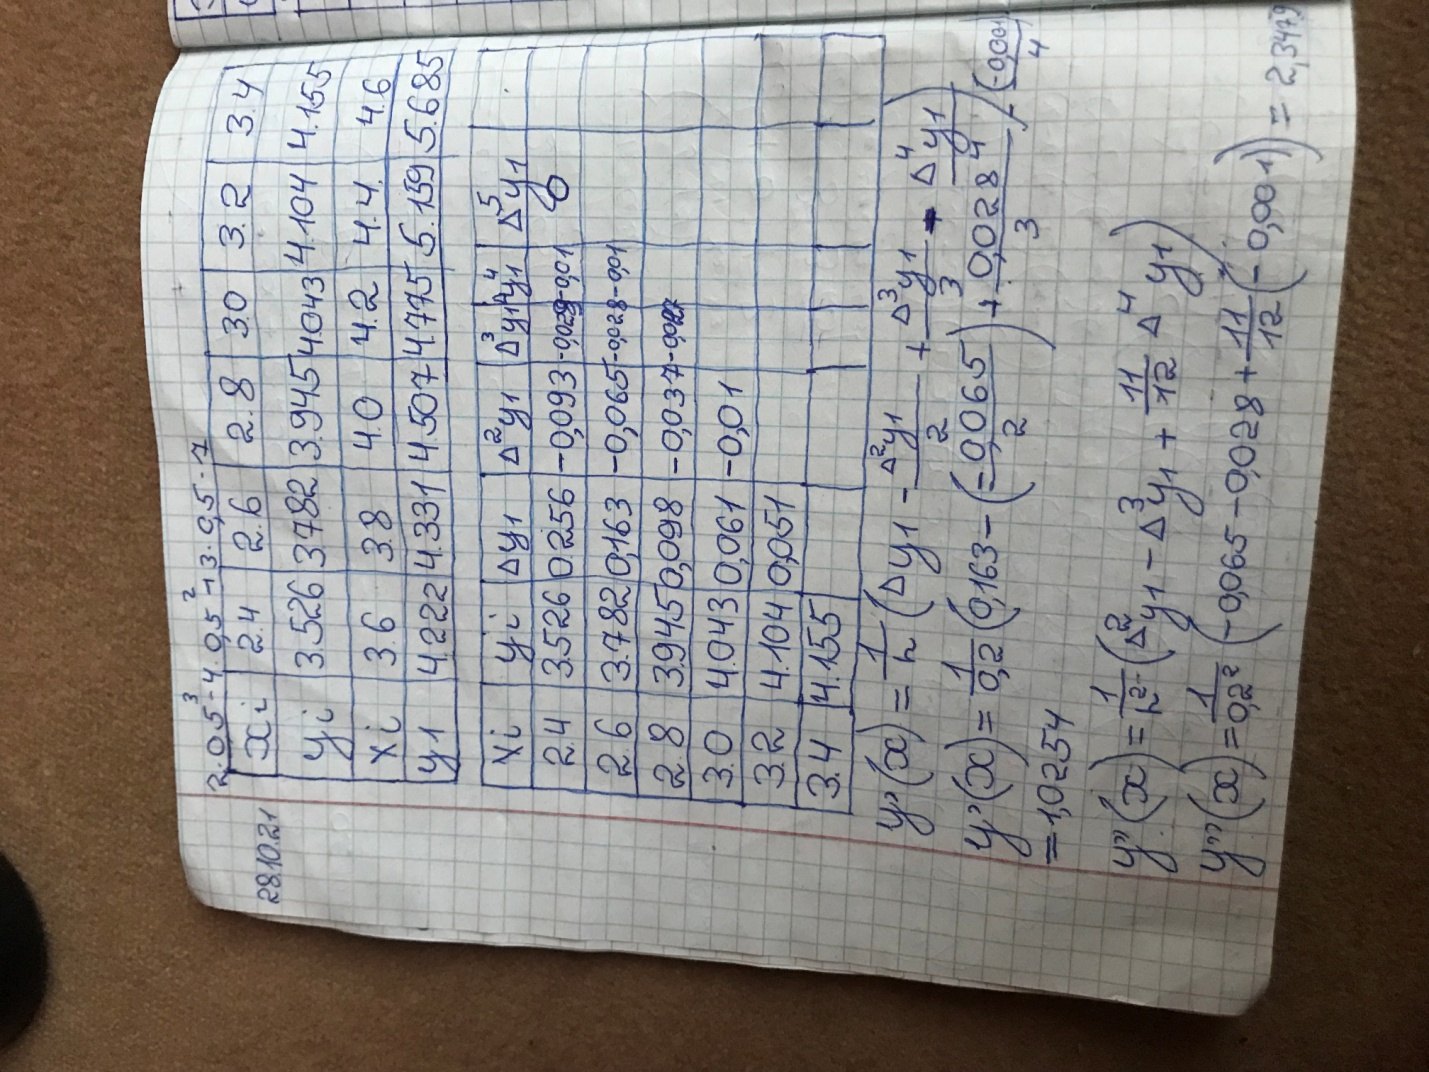 28.10.21
2.0,5³-4.0,5²-13.0,5-7
xi 2.4 2.6 2.8 3.0 3.2 3.4
yi 3.526 3.782 3.945 4.043 4.104 4.155
xi 3.6 3.8 4.0 4.2 4.4. 4.6
y1 4.222 4.331 4.507 4.775 5.159 5.685
xi yi Δy1 Δ²y1 Δ³y1 Δ⁴y1 Δ⁵y1
2.4 3.526 0.256 -0,093 -0,01 0
2.6 3.782 0,163 -0,065 -0,028 -0,01
2.8 3.945 0,098 -0,037
3.0 4.043 0,061 -0,01
3.2 4.104 0,051
3.4 4.155
y'(x) = 1/h (Δy1 - Δ²y1/2 + Δ³y1/3 - Δ⁴y1/4)
y'(x) = 1/0,2 (0,163 - (-0,065)/2 + 0,028/3 - (-0,001)/4)
= 1,0254
y''(x) = 1/h² (Δ²y1 - Δ³y1 + 11/12 Δ⁴y1)
y''(x) = 1/0,2² (-0,065 - 0,028 + 11/12 (-0,001)) = 2,3479